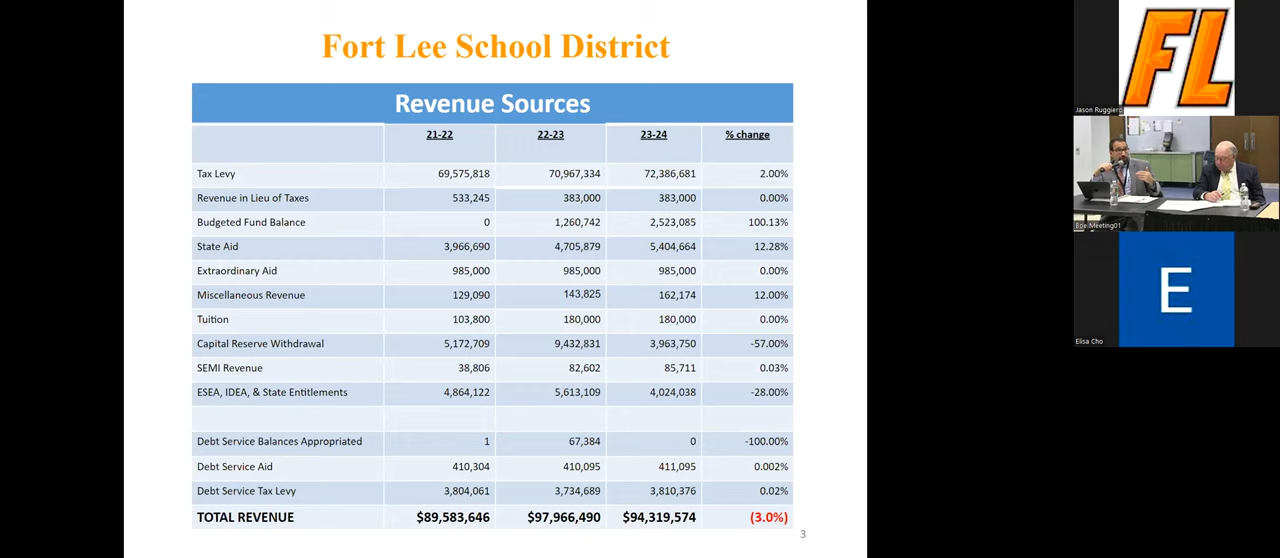 Fort Lee School District
Revenue Sources
21-22 22-23 23-24 % change
Tax Levy 69,575,818 70,967,334 72,386,681 2.00%
Revenue in Lieu of Taxes 533,245 383,000 383,000 0.00%
Budgeted Fund Balance 0 1,260,742 2,523,085 100.13%
State Aid 3,966,690 4,705,879 5,404,664 12.28%
Extraordinary Aid 985,000 985,000 985,000 0.00%
Miscellaneous Revenue 129,090 143,825 162,174 12.00%
Tuition 103,800 180,000 180,000 0.00%
Capital Reserve Withdrawal 5,172,709 9,432,831 3,963,750 -57.00%
SEMI Revenue 38,806 82,602 85,711 0.03%
ESEA, IDEA, & State Entitlements 4,864,122 5,613,109 4,024,038 -28.00%
Debt Service Balances Appropriated 1 67,384 0 -100.00%
Debt Service Aid 410,304 410,095 411,095 0.002%
Debt Service Tax Levy 3,804,061 3,734,689 3,810,376 0.02%
TOTAL REVENUE $89,583,646 $97,966,490 $94,319,574 (3.0%)
3
FL
Jason Ruggiero
Boe Meeting01
E
Elisa Cho